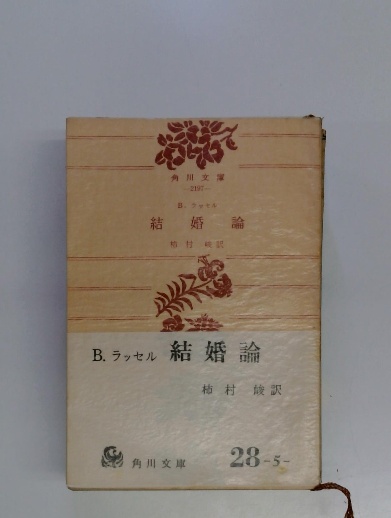 角川文庫
—2197—
B. ラッセル
結婚論
柿村峻訳
B. ラッセル 結婚論
柿村 峻訳
角川文庫 28-5-